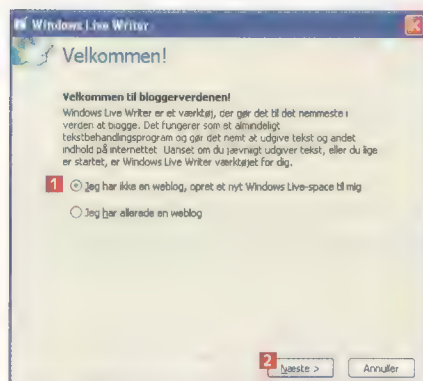 Windows Live Writer
Velkommen!
Velkommen til bloggerverdenen!
Windows Live Writer er et værktøj, der gør det til det nemmeste i
verden at blogge. Det fungerer som et almindeligt
tekstbehandlingsprogram og gør det nemt at udgive tekst og andet
indhold på internettet. Uanset om du jævnligt udgiver tekst, eller du lige
er startet, er Windows Live Writer værktøjet for dig.
1 Jeg har ikke en weblog, opret et nyt Windows Live-space til mig
Jeg har allerede en weblog
2 Næste > Annuller